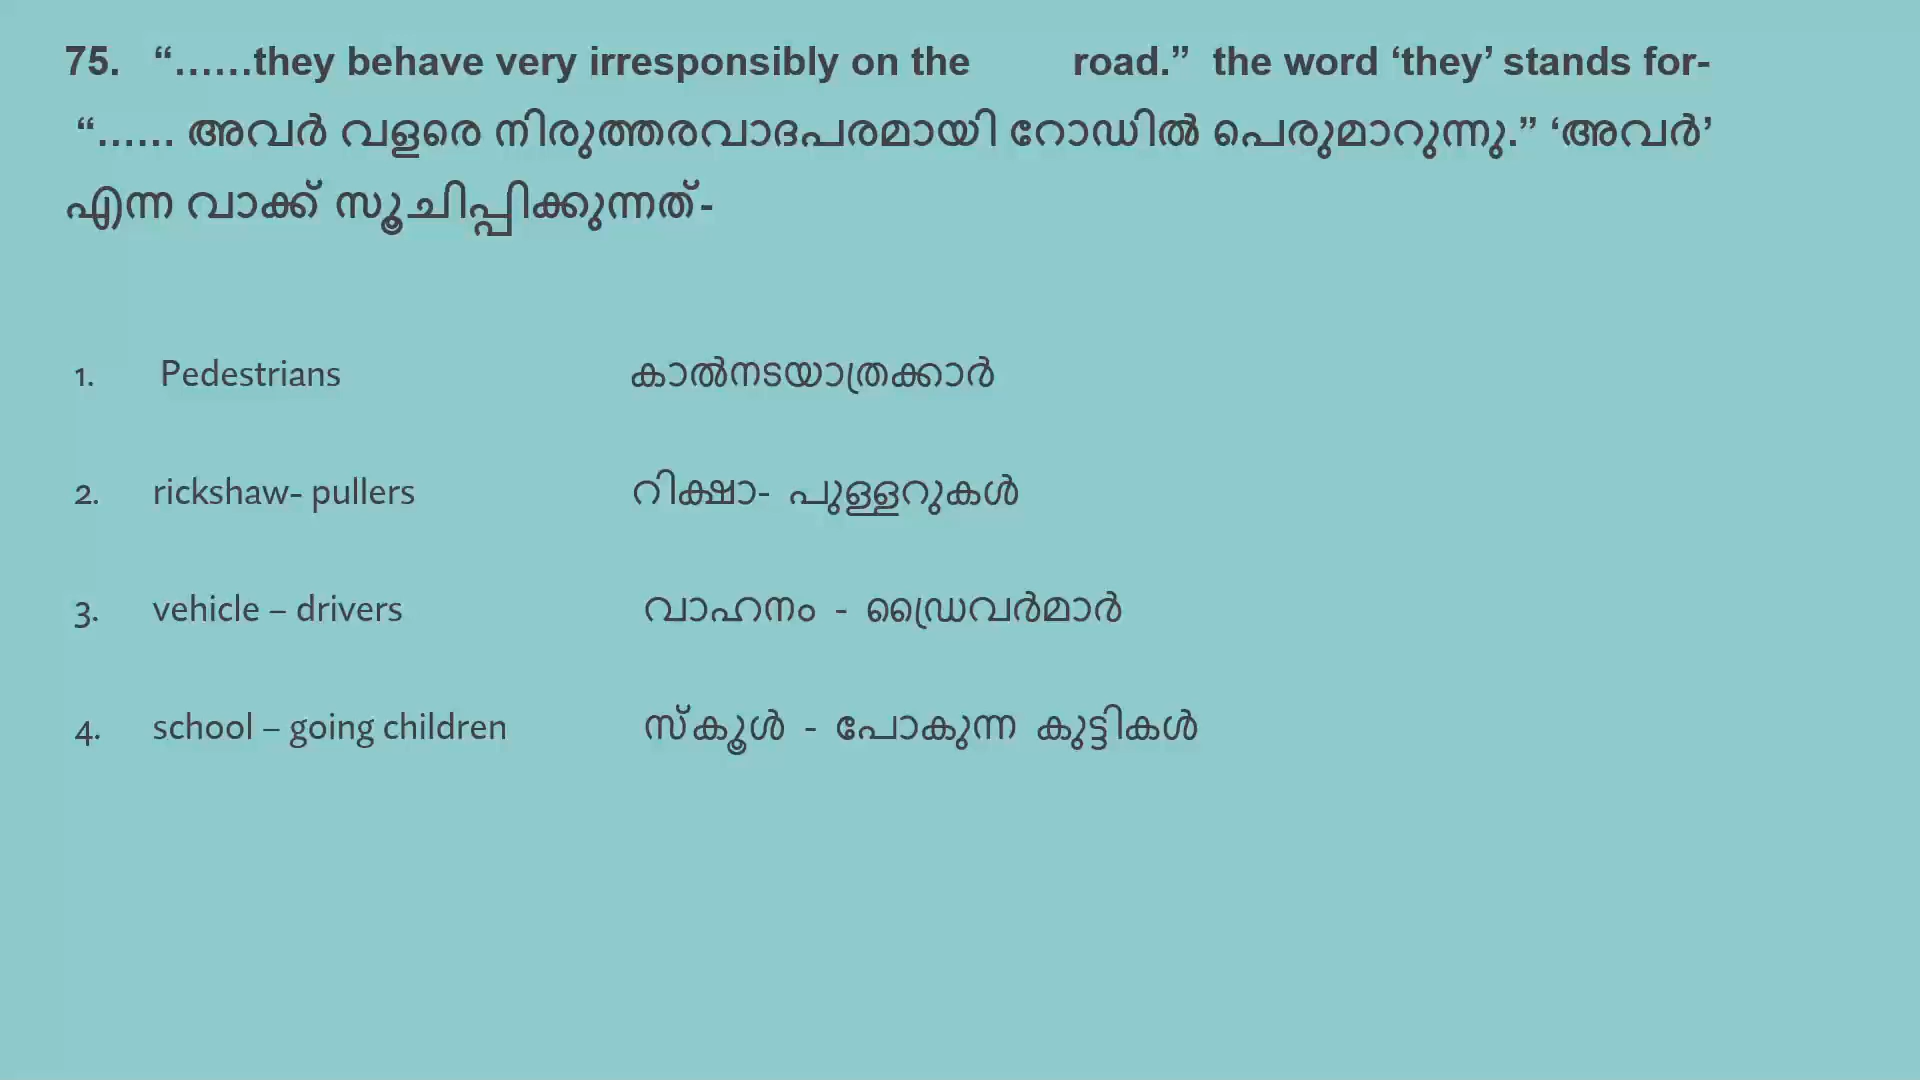 75. “......they behave very irresponsibly on the road.” the word ‘they’ stands for-
“...... അവർ വളരെ നിരുത്തരവാദപരമായി റോഡിൽ പെരുമാറുന്നു.” ‘അവർ’
എന്ന വാക്ക് സൂചിപ്പിക്കുന്നത്-
1. Pedestrians കാൽനടയാത്രക്കാർ
2. rickshaw- pullers റിക്ഷാ- പുള്ളറുകൾ
3. vehicle – drivers വാഹനം - ഡ്രൈവർമാർ
4. school – going children സ്കൂൾ - പോകുന്ന കുട്ടികൾ